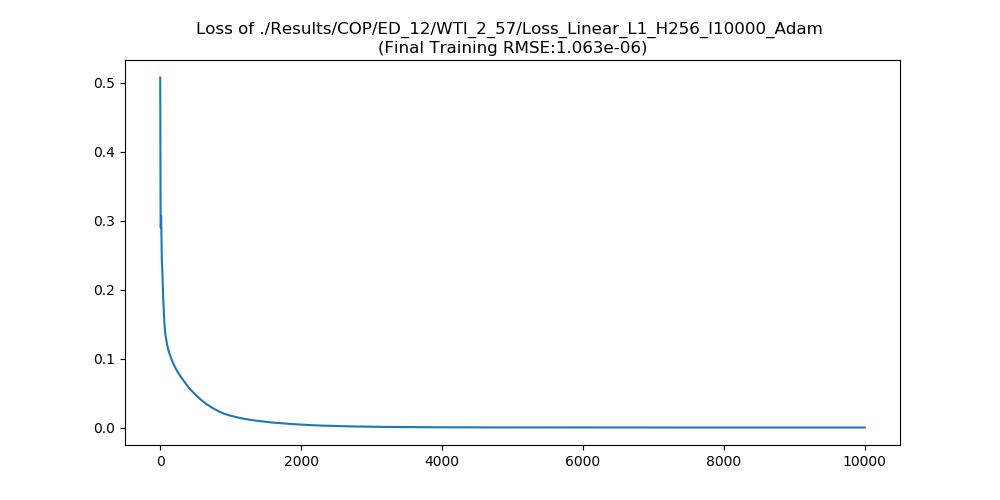 Loss of ./Results/COP/ED_12/WTI_2_57/Loss_Linear_L1_H256_I10000_Adam
(Final Training RMSE:1.063e-06)
0.5
0.4
0.3
0.2
0.1
0.0
0 2000 4000 6000 8000 10000